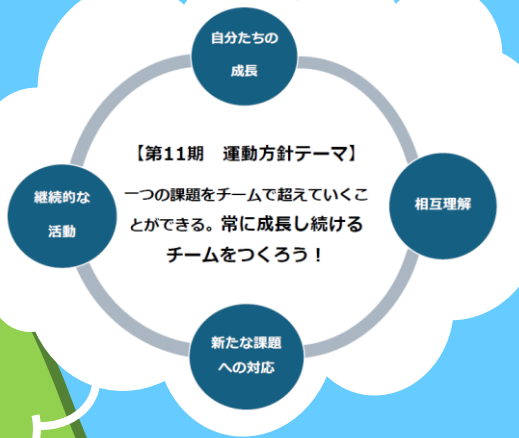 自分たちの
成長
【第11期　運動方針テーマ】
一つの課題をチームで超えていくこ
とができる。常に成長し続ける
チームをつくろう！
継続的な
活動
相互理解
新たな課題
への対応